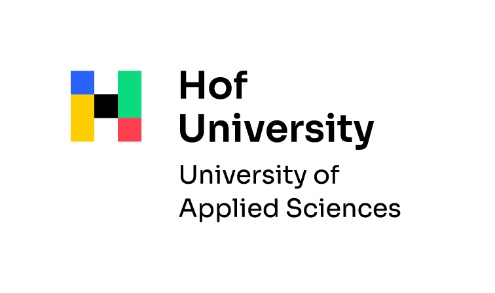 Hof
University
University of
Applied Sciences